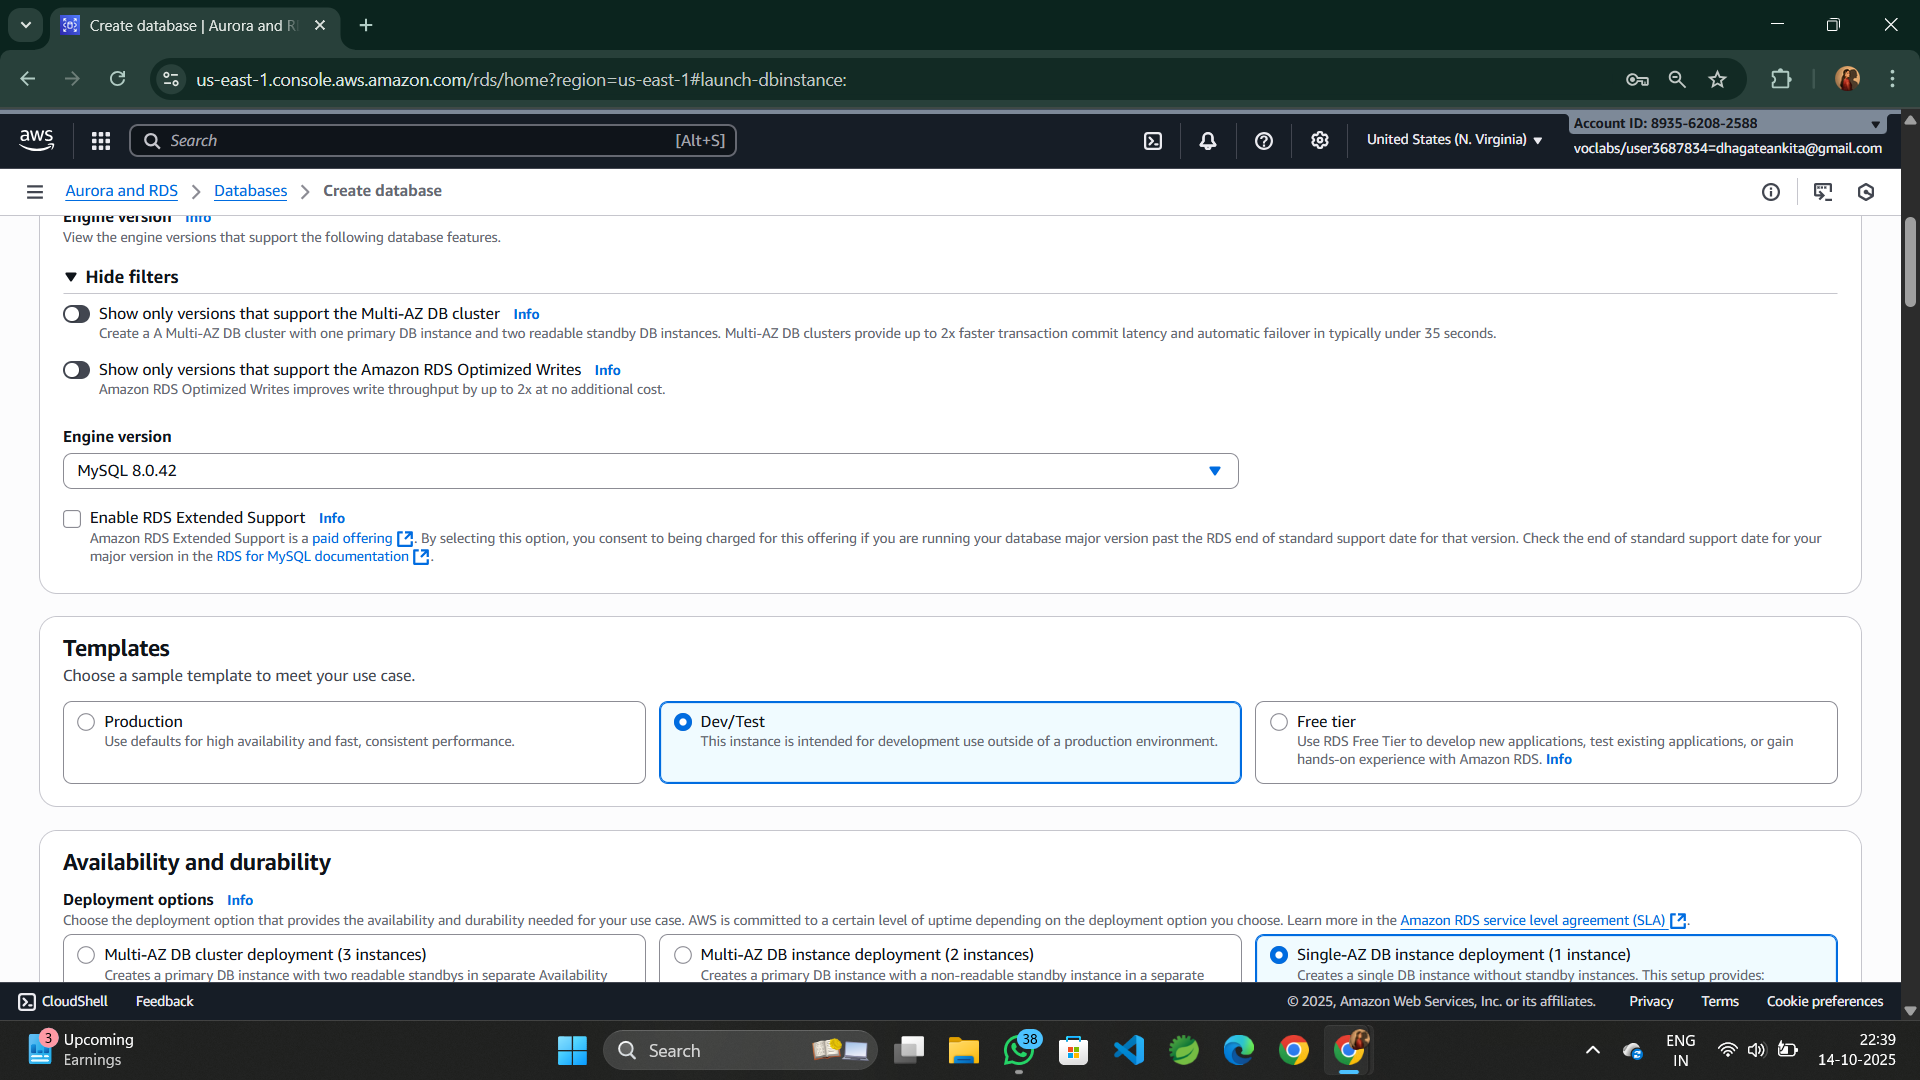 Create database | Aurora and R
us-east-1.console.aws.amazon.com/rds/home?region=us-east-1#launch-dbinstance:
aws
Search
[Alt+S]
United States (N. Virginia)
Account ID: 8935-6208-2588
voclabs/user3687834=dhagateankita@gmail.com
Aurora and RDS
Databases
Create database
Engine version Info
View the engine versions that support the following database features.
Hide filters
Show only versions that support the Multi-AZ DB cluster Info
Create a A Multi-AZ DB cluster with one primary DB instance and two readable standby DB instances. Multi-AZ DB clusters provide up to 2x faster transaction commit latency and automatic failover in typically under 35 seconds.
Show only versions that support the Amazon RDS Optimized Writes Info
Amazon RDS Optimized Writes improves write throughput by up to 2x at no additional cost.
Engine version
MySQL 8.0.42
Enable RDS Extended Support Info
Amazon RDS Extended Support is a paid offering . By selecting this option, you consent to being charged for this offering if you are running your database major version past the RDS end of standard support date for that version. Check the end of standard support date for your
major version in the RDS for MySQL documentation .
Templates
Choose a sample template to meet your use case.
Production
Use defaults for high availability and fast, consistent performance.
Dev/Test
This instance is intended for development use outside of a production environment.
Free tier
Use RDS Free Tier to develop new applications, test existing applications, or gain
hands-on experience with Amazon RDS. Info
Availability and durability
Deployment options Info
Choose the deployment option that provides the availability and durability needed for your use case. AWS is committed to a certain level of uptime depending on the deployment option you choose. Learn more in the Amazon RDS service level agreement (SLA) .
Multi-AZ DB cluster deployment (3 instances)
Creates a primary DB instance with two readable standbys in separate Availability
Multi-AZ DB instance deployment (2 instances)
Creates a primary DB instance with a non-readable standby instance in a separate
Single-AZ DB instance deployment (1 instance)
Creates a single DB instance without standby instances. This setup provides:
CloudShell
Feedback
© 2025, Amazon Web Services, Inc. or its affiliates.
Privacy
Terms
Cookie preferences
3
Upcoming
Earnings
Search
38
ENG
IN
22:39
14-10-2025